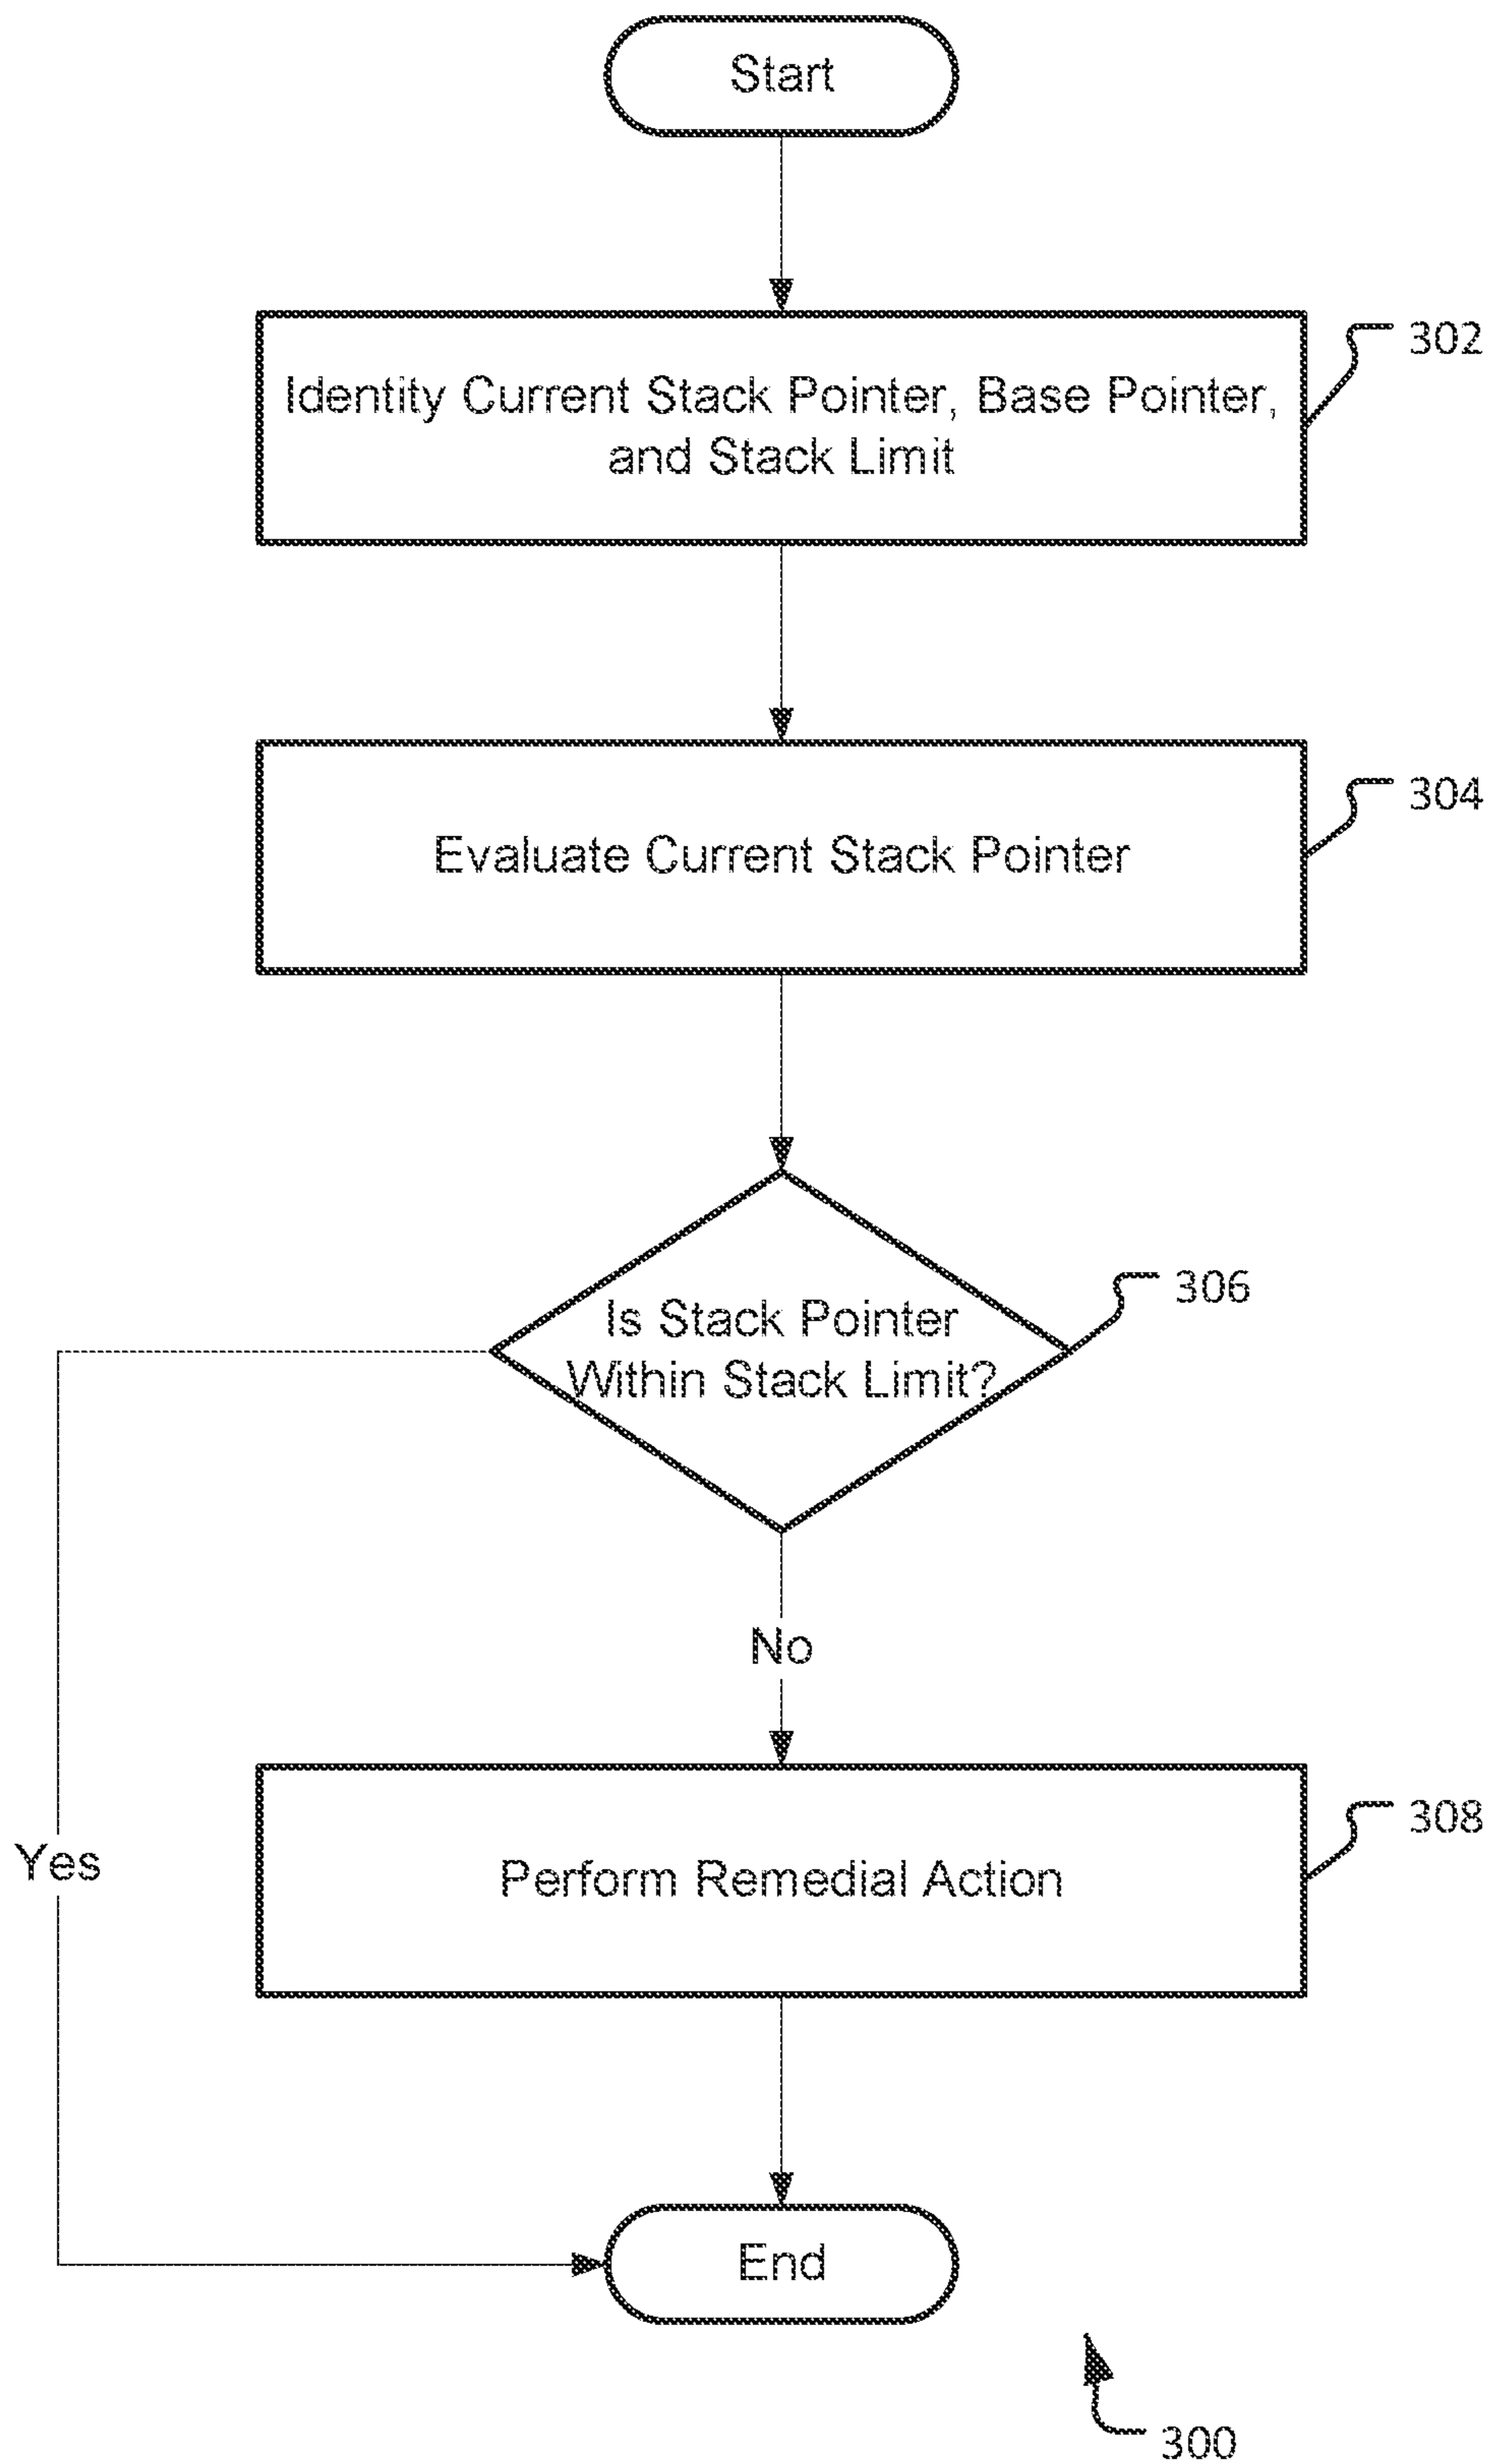 Start
Identity Current Stack Pointer, Base Pointer,
and Stack Limit
302
Evaluate Current Stack Pointer
304
Is Stack Pointer
Within Stack Limit?
306
No
Yes
Perform Remedial Action
308
End
300